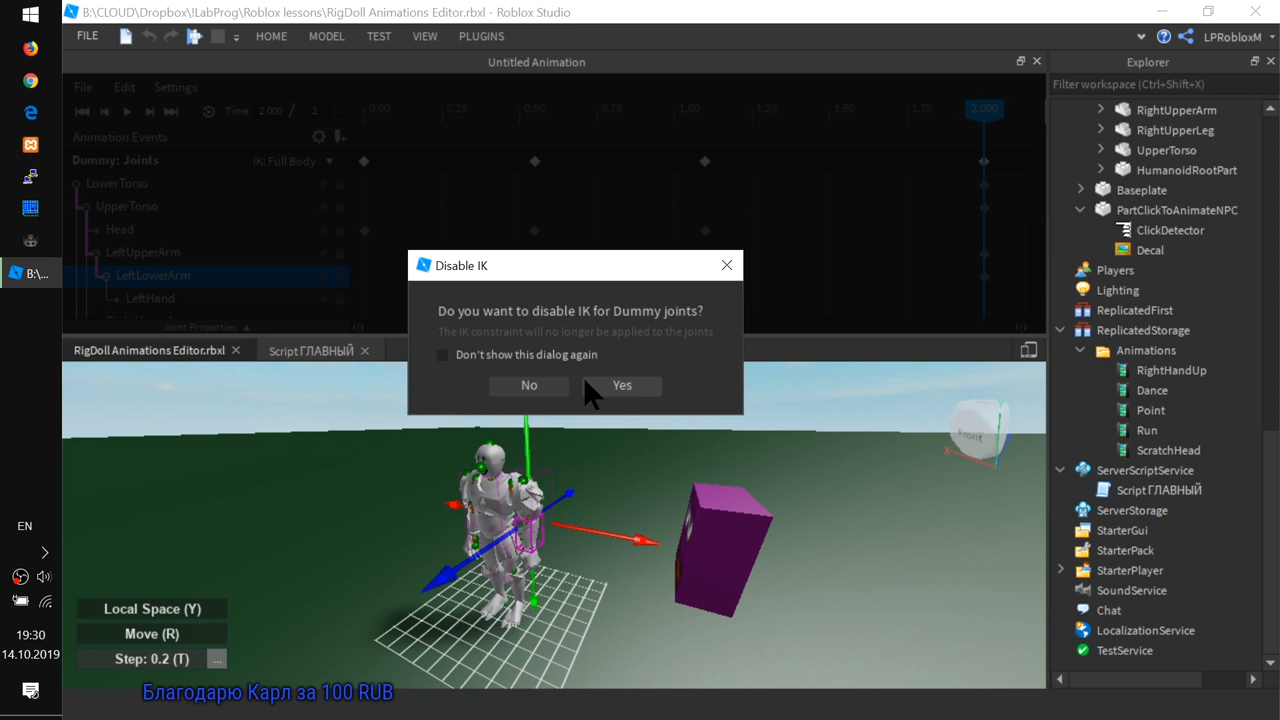 B:\CLOUD\Dropbox\!LabProg\Roblox lessons\RigDoll Animations Editor.rbxl - Roblox Studio
FILE HOME MODEL TEST VIEW PLUGINS LPRobloxM
Untitled Animation
Explorer
Filter workspace (Ctrl+Shift+X)
File Edit Settings
Time 2.000 / 2 ... 0.00 0.25 0.50 0.75 1.00 1.25 1.50 1.75 2.000
Animation Events
Dummy: Joints IK: Full Body
LowerTorso
UpperTorso
Head
LeftUpperArm
LeftLowerArm
LeftHand
Joint Properties
Disable IK
Do you want to disable IK for Dummy joints?
The IK constraint will no longer be applied to the joints
Don't show this dialog again
No Yes
RigDoll Animations Editor.rbxl
Script ГЛАВНЫЙ
Front
X
Local Space (Y)
Move (R)
Step: 0.2 (T) ...
Благодарю Карл за 100 RUB
RightUpperArm
RightUpperLeg
UpperTorso
HumanoidRootPart
Baseplate
PartClickToAnimateNPC
ClickDetector
Decal
Players
Lighting
ReplicatedFirst
ReplicatedStorage
Animations
RightHandUp
Dance
Point
Run
ScratchHead
ServerScriptService
Script ГЛАВНЫЙ
ServerStorage
StarterGui
StarterPack
StarterPlayer
SoundService
Chat
LocalizationService
TestService
B:\...
EN
19:30
14.10.2019